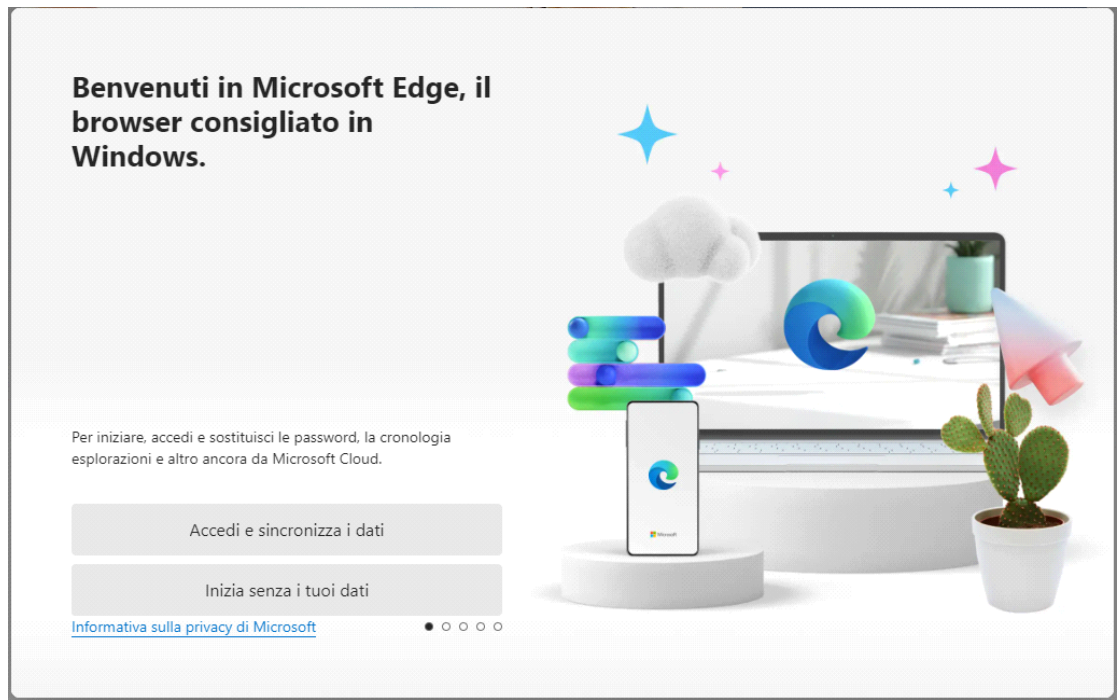 Benvenuti in Microsoft Edge, il
browser consigliato in
Windows.
Per iniziare, accedi e sostituisci le password, la cronologia
esplorazioni e altro ancora da Microsoft Cloud.
Accedi e sincronizza i dati
Inizia senza i tuoi dati
Informativa sulla privacy di Microsoft
Microsoft